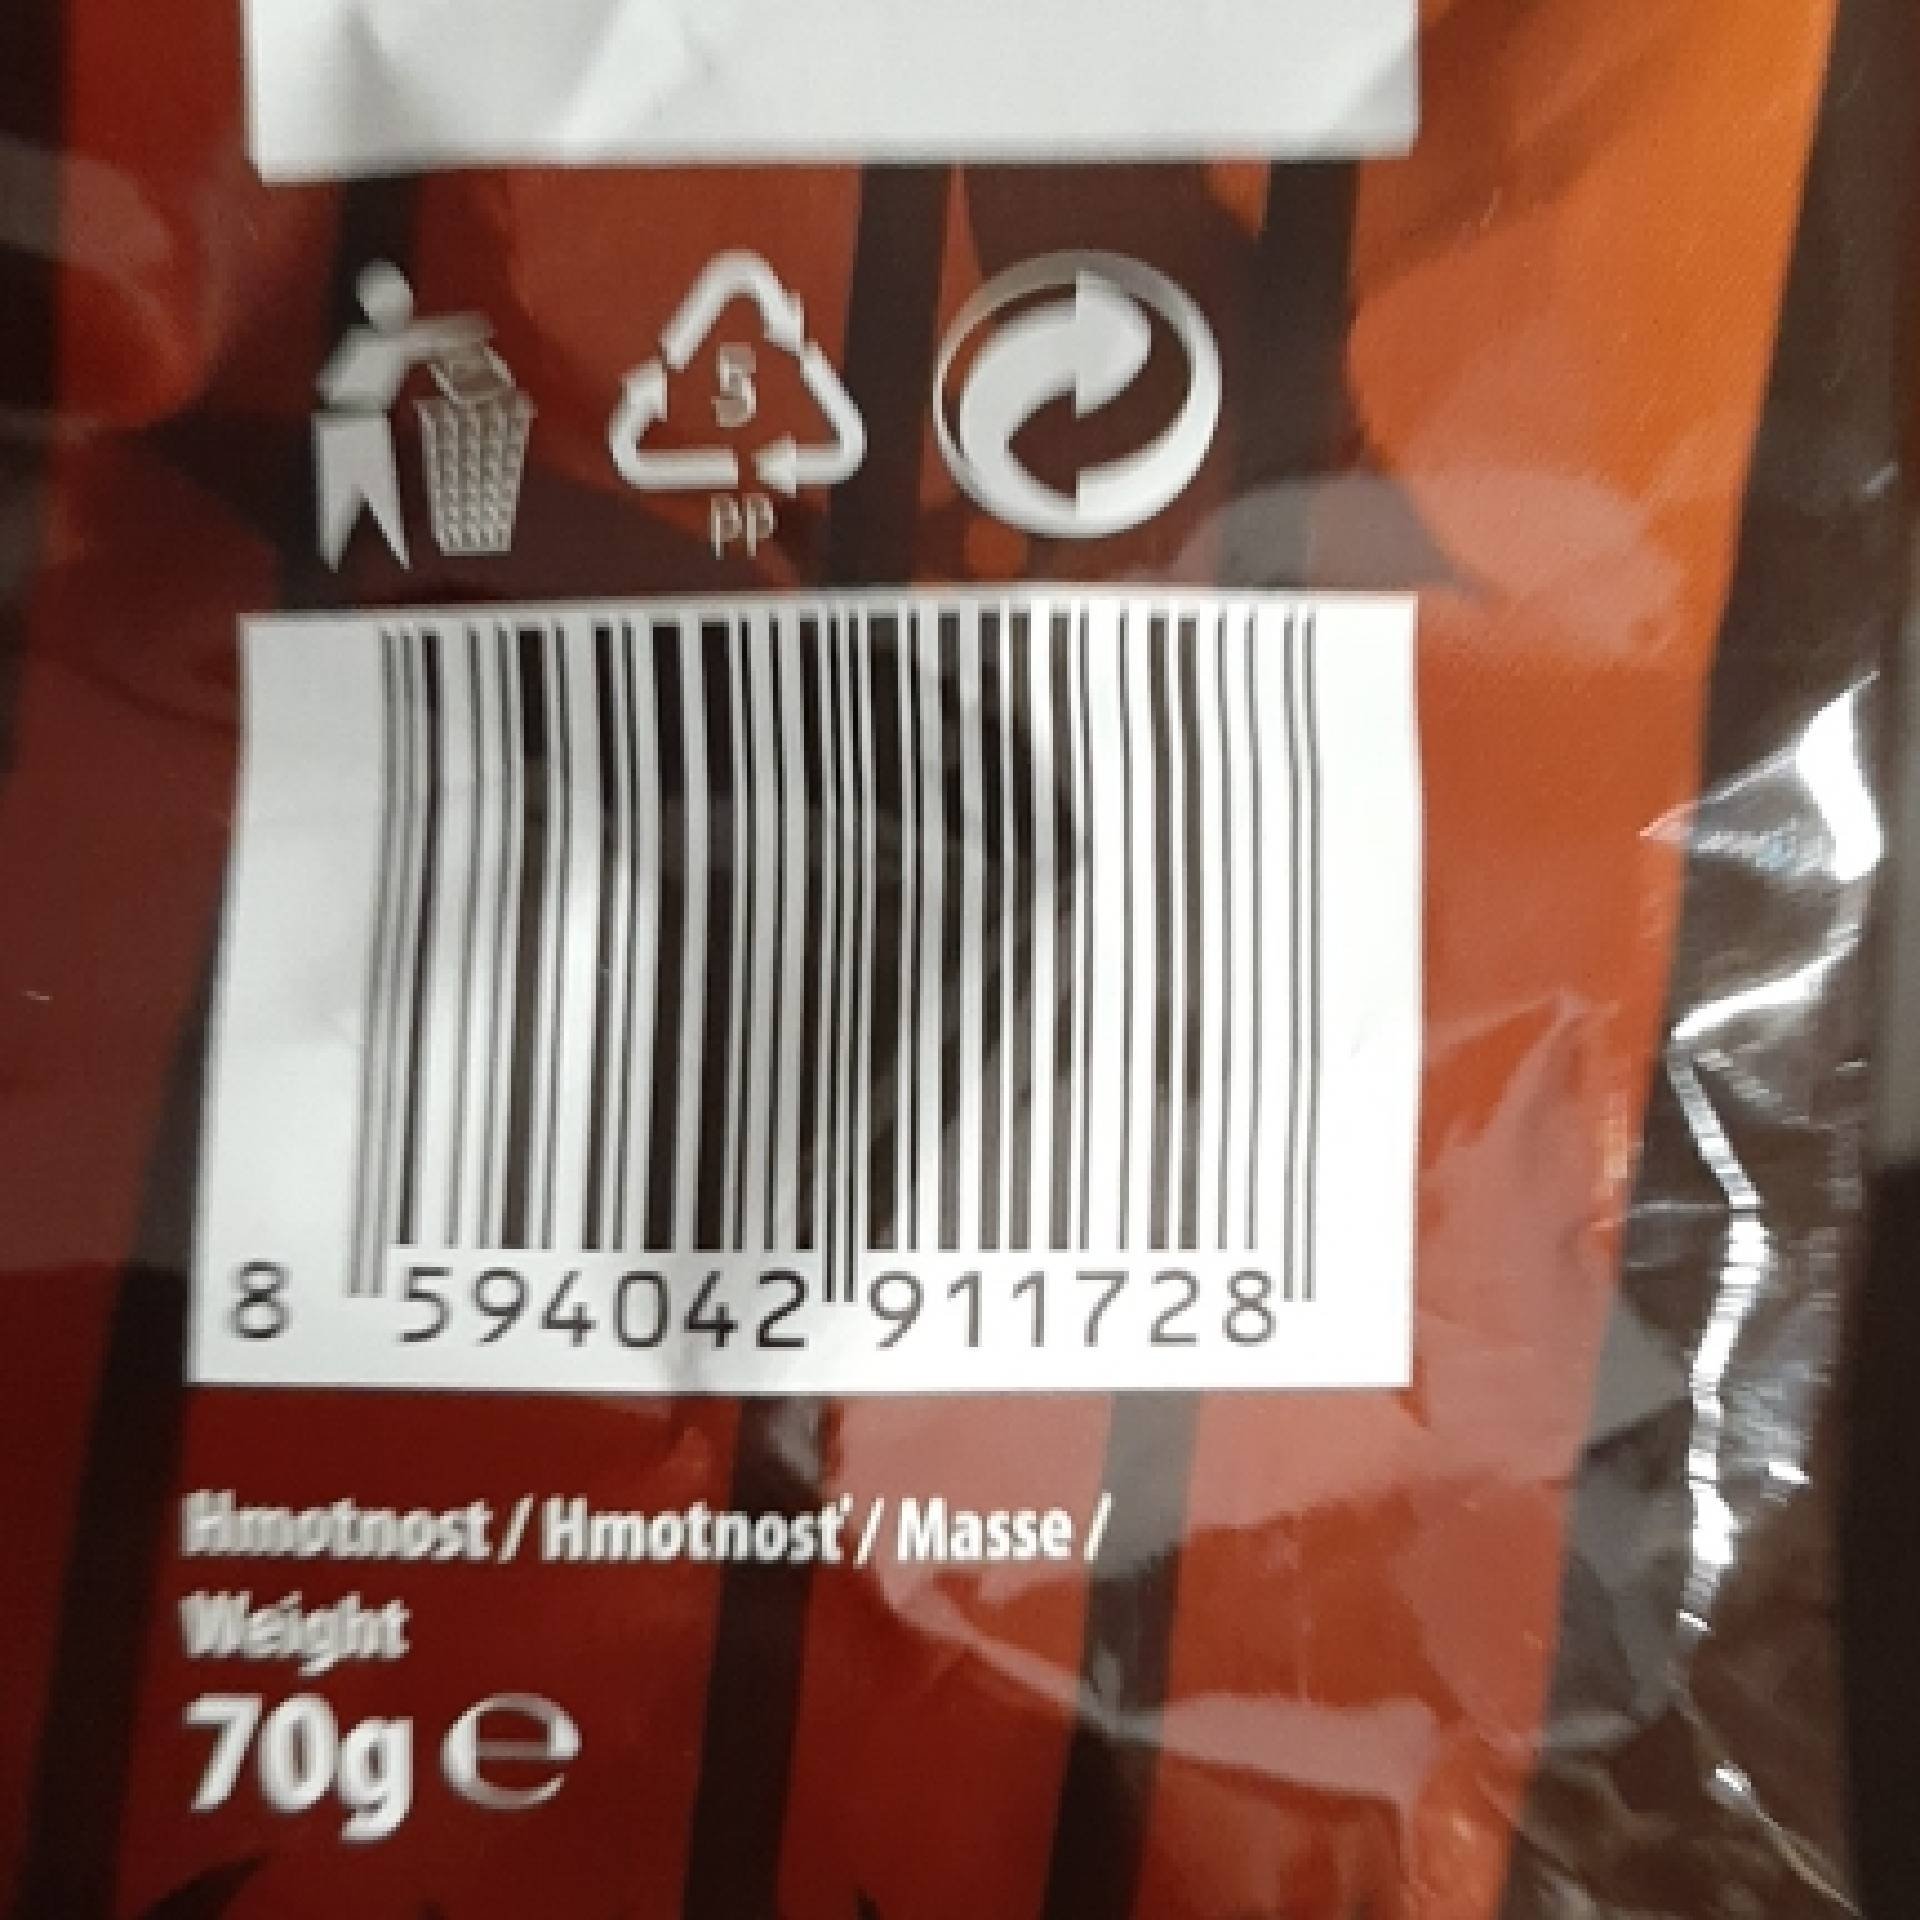 5
pp
8 594042 911728
Hmotnost / Hmotnosť / Masse /
Weight
70g ℮